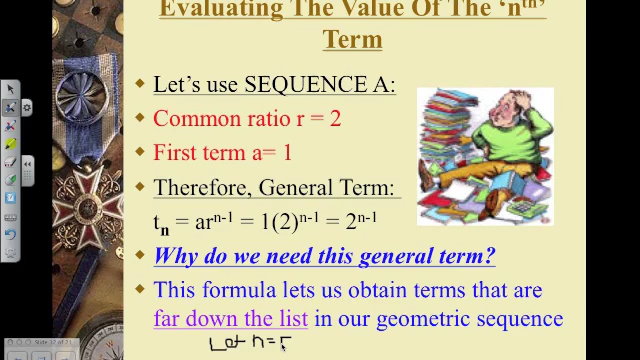 Evaluating The Value Of The ‘nth’
Term
Let’s use SEQUENCE A:
Common ratio r = 2
First term a= 1
Therefore, General Term:
tn = arn-1 = 1(2)n-1 = 2n-1
Why do we need this general term?
This formula lets us obtain terms that are
far down the list in our geometric sequence
Let n = 5